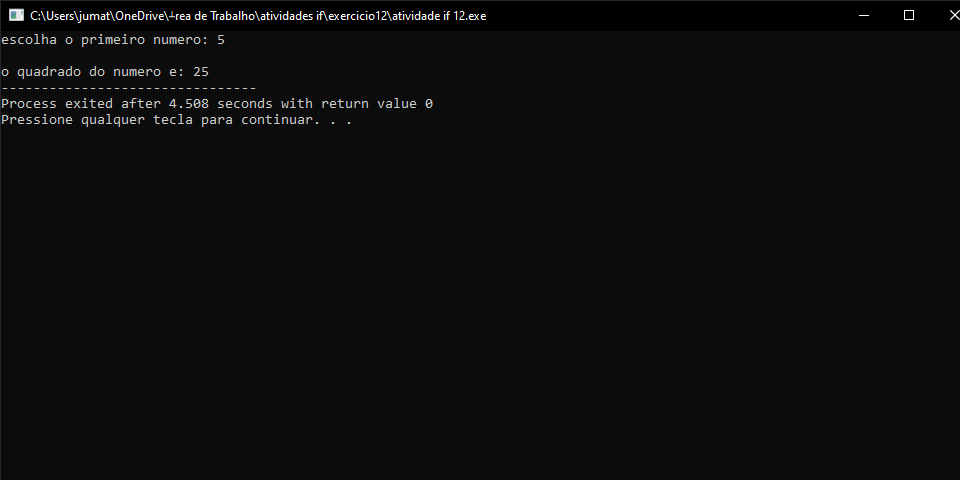 C:\Users\jumat\OneDrive\┴rea de Trabalho\atividades if\exercicio12\atividade if 12.exe
escolha o primeiro numero: 5
o quadrado do numero e: 25
--------------------------------
Process exited after 4.508 seconds with return value 0
Pressione qualquer tecla para continuar. . .